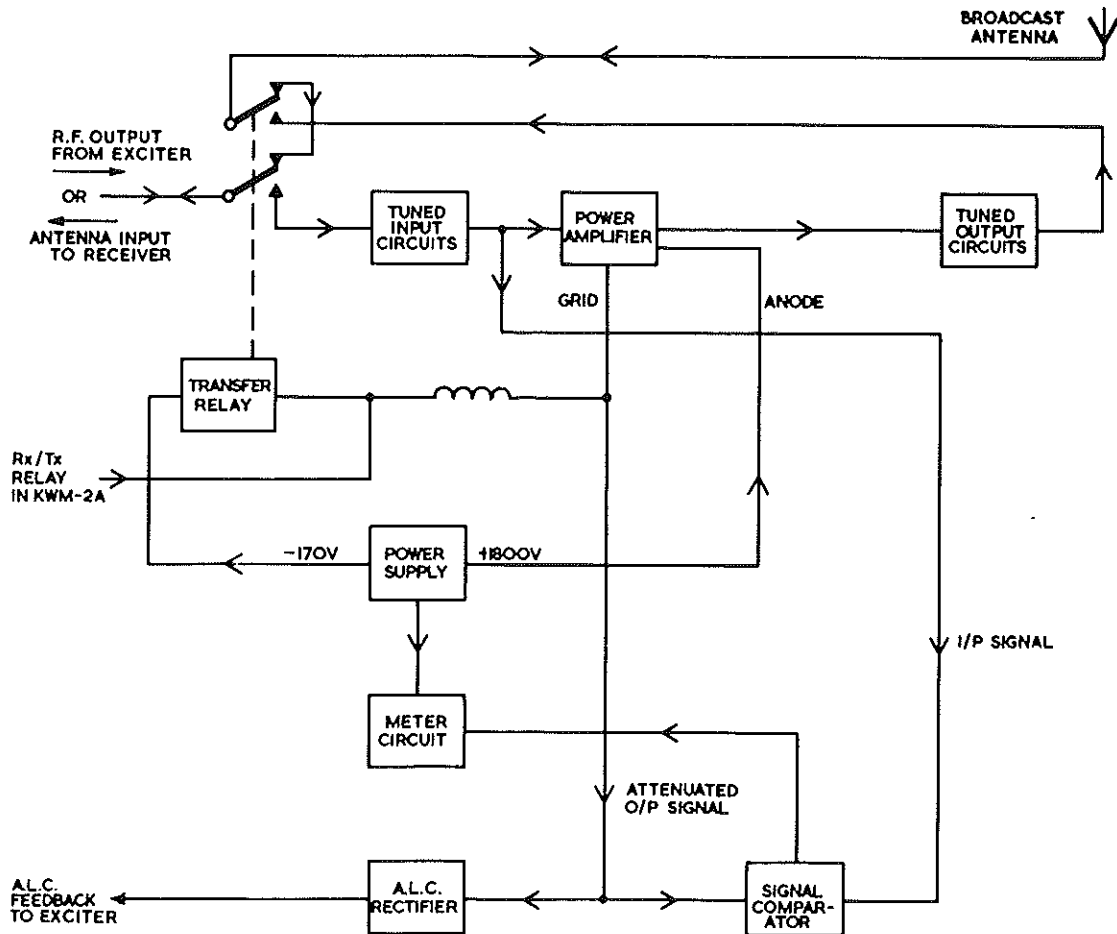 BROADCAST
ANTENNA
R.F. OUTPUT
FROM EXCITER
OR
ANTENNA INPUT
TO RECEIVER
TUNED
INPUT
CIRCUITS
POWER
AMPLIFIER
TUNED
OUTPUT
CIRCUITS
GRID
ANODE
TRANSFER
RELAY
Rx/Tx
RELAY
IN KWM-2A
-170V
POWER
SUPPLY
+1800V
I/P SIGNAL
METER
CIRCUIT
ATTENUATED
O/P SIGNAL
A.L.C.
FEEDBACK
TO EXCITER
A.L.C.
RECTIFIER
SIGNAL
COMPAR-
ATOR